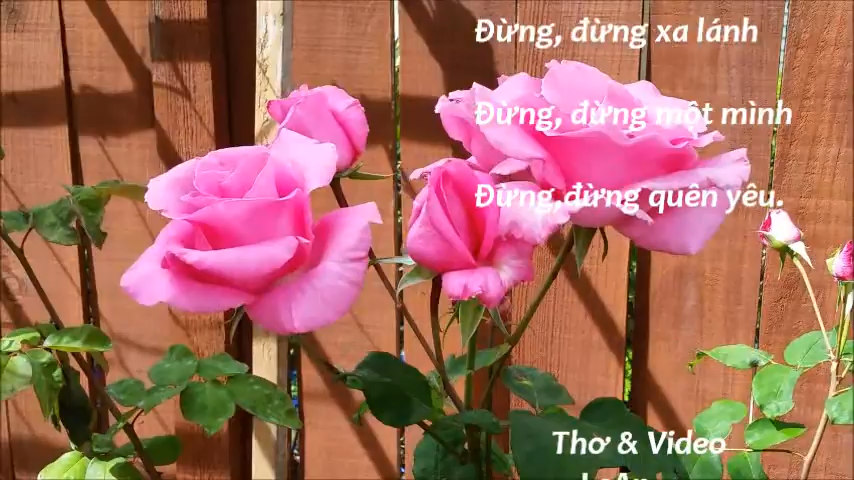 Đừng, đừng xa lánh
Đừng, đừng một mình
Đừng,đừng quên yêu.
Thơ & Video